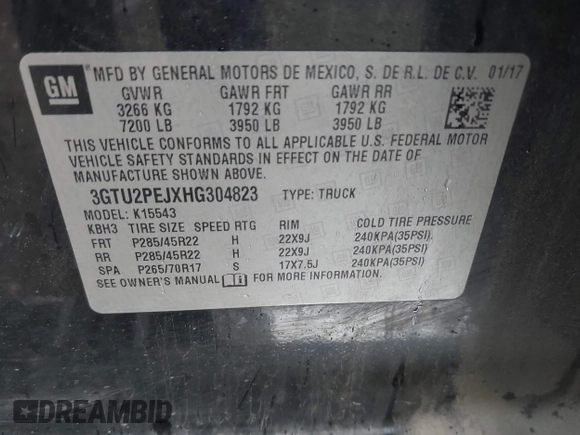 GM
MFD BY GENERAL MOTORS DE MEXICO, S. DE R.L. DE C.V. 01/17
GVWR GAWR FRT GAWR RR
3266 KG 1792 KG 1792 KG
7200 LB 3950 LB 3950 LB
THIS VEHICLE CONFORMS TO ALL APPLICABLE U.S. FEDERAL MOTOR
VEHICLE SAFETY STANDARDS IN EFFECT ON THE DATE OF
MANUFACTURE SHOWN ABOVE.
3GTU2PEJXHG304823 TYPE: TRUCK
MODEL: K15543
KBH3 TIRE SIZE SPEED RTG RIM COLD TIRE PRESSURE
FRT P285/45R22 H 22X9J 240KPA(35PSI)
RR P285/45R22 H 22X9J 240KPA(35PSI)
SPA P265/70R17 S 17X7.5J 240KPA(35PSI)
SEE OWNER'S MANUAL FOR MORE INFORMATION
DREAMBID